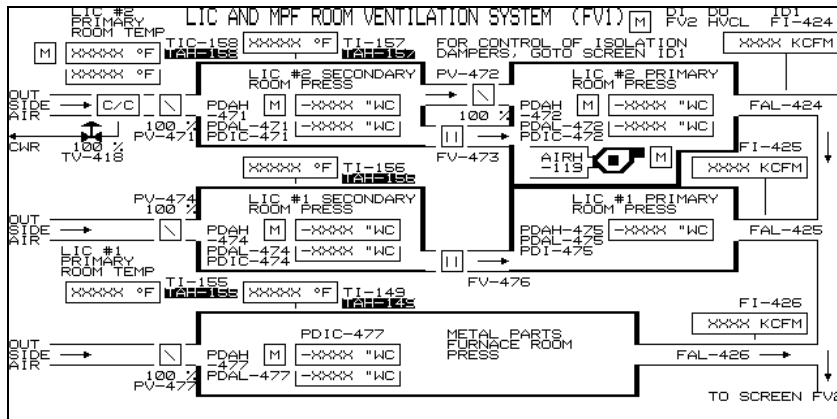 LIC #2
PRIMARY
ROOM TEMP
LIC AND MPF ROOM VENTILATION SYSTEM (FV1)
M
DI DO ID1
FV2 HVCL FI-424
M
XXXXX °F
XXXXX °F
TIC-158
TAH-158
XXXXX °F
TI-157
TAH-157
FOR CONTROL OF ISOLATION
DAMPERS, GOTO SCREEN ID1
XXXX KCFM
OUT
SIDE
AIR
C/C
100 %
PV-471
LIC #2 SECONDARY
ROOM PRESS
PDAH
-471
M
-XXXX "WC
PDAL-471
PDIC-471
-XXXX "WC
PV-472
100 %
FV-473
LIC #2 PRIMARY
ROOM PRESS
PDAH
-472
M
-XXXX "WC
PDAL-472
PDIC-472
-XXXX "WC
FAL-424
CWR
100 %
TV-418
AIRH
-119
M
FI-425
XXXX KCFM
XXXXX °F
TI-156
TAH-156
PV-474
100 %
OUT
SIDE
AIR
LIC #1 SECONDARY
ROOM PRESS
PDAH
-474
M
-XXXX "WC
PDAL-474
PDIC-474
-XXXX "WC
FV-476
LIC #1 PRIMARY
ROOM PRESS
PDAH-475
PDAL-475
PDI-475
-XXXX "WC
FAL-425
LIC #1
PRIMARY
ROOM TEMP
XXXXX °F
TI-155
TAH-155
XXXXX °F
TI-149
TAH-149
FI-426
XXXX KCFM
OUT
SIDE
AIR
100 %
PV-477
PDIC-477
PDAH
-477
M
-XXXX "WC
PDAL-477
-XXXX "WC
METAL PARTS
FURNACE ROOM
PRESS
FAL-426
TO SCREEN FV2